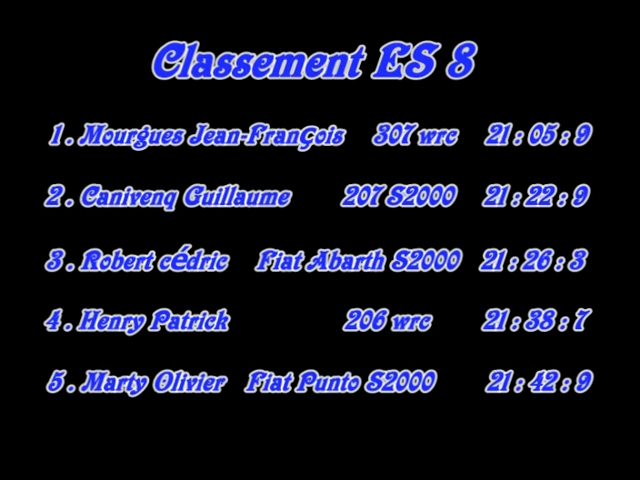 Classement ES 8
1 . Mourgues Jean-François 307 wrc 21 : 05 : 9
2 . Canivenq Guillaume 207 S2000 21 : 22 : 9
3 . Robert cédric Fiat Abarth S2000 21 : 26 : 3
4 . Henry Patrick 206 wrc 21 : 38 : 7
5 . Marty Olivier Fiat Punto S2000 21 : 42 : 9